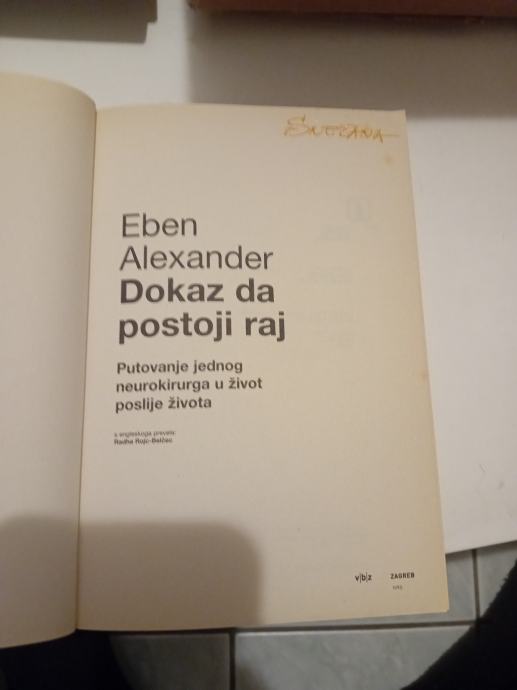 Snežana
Eben
Alexander
Dokaz da
postoji raj
Putovanje jednog
neurokirurga u život
poslije života
s engleskoga prevela:
Radha Rojc-Belčec
v|b|z ZAGREB